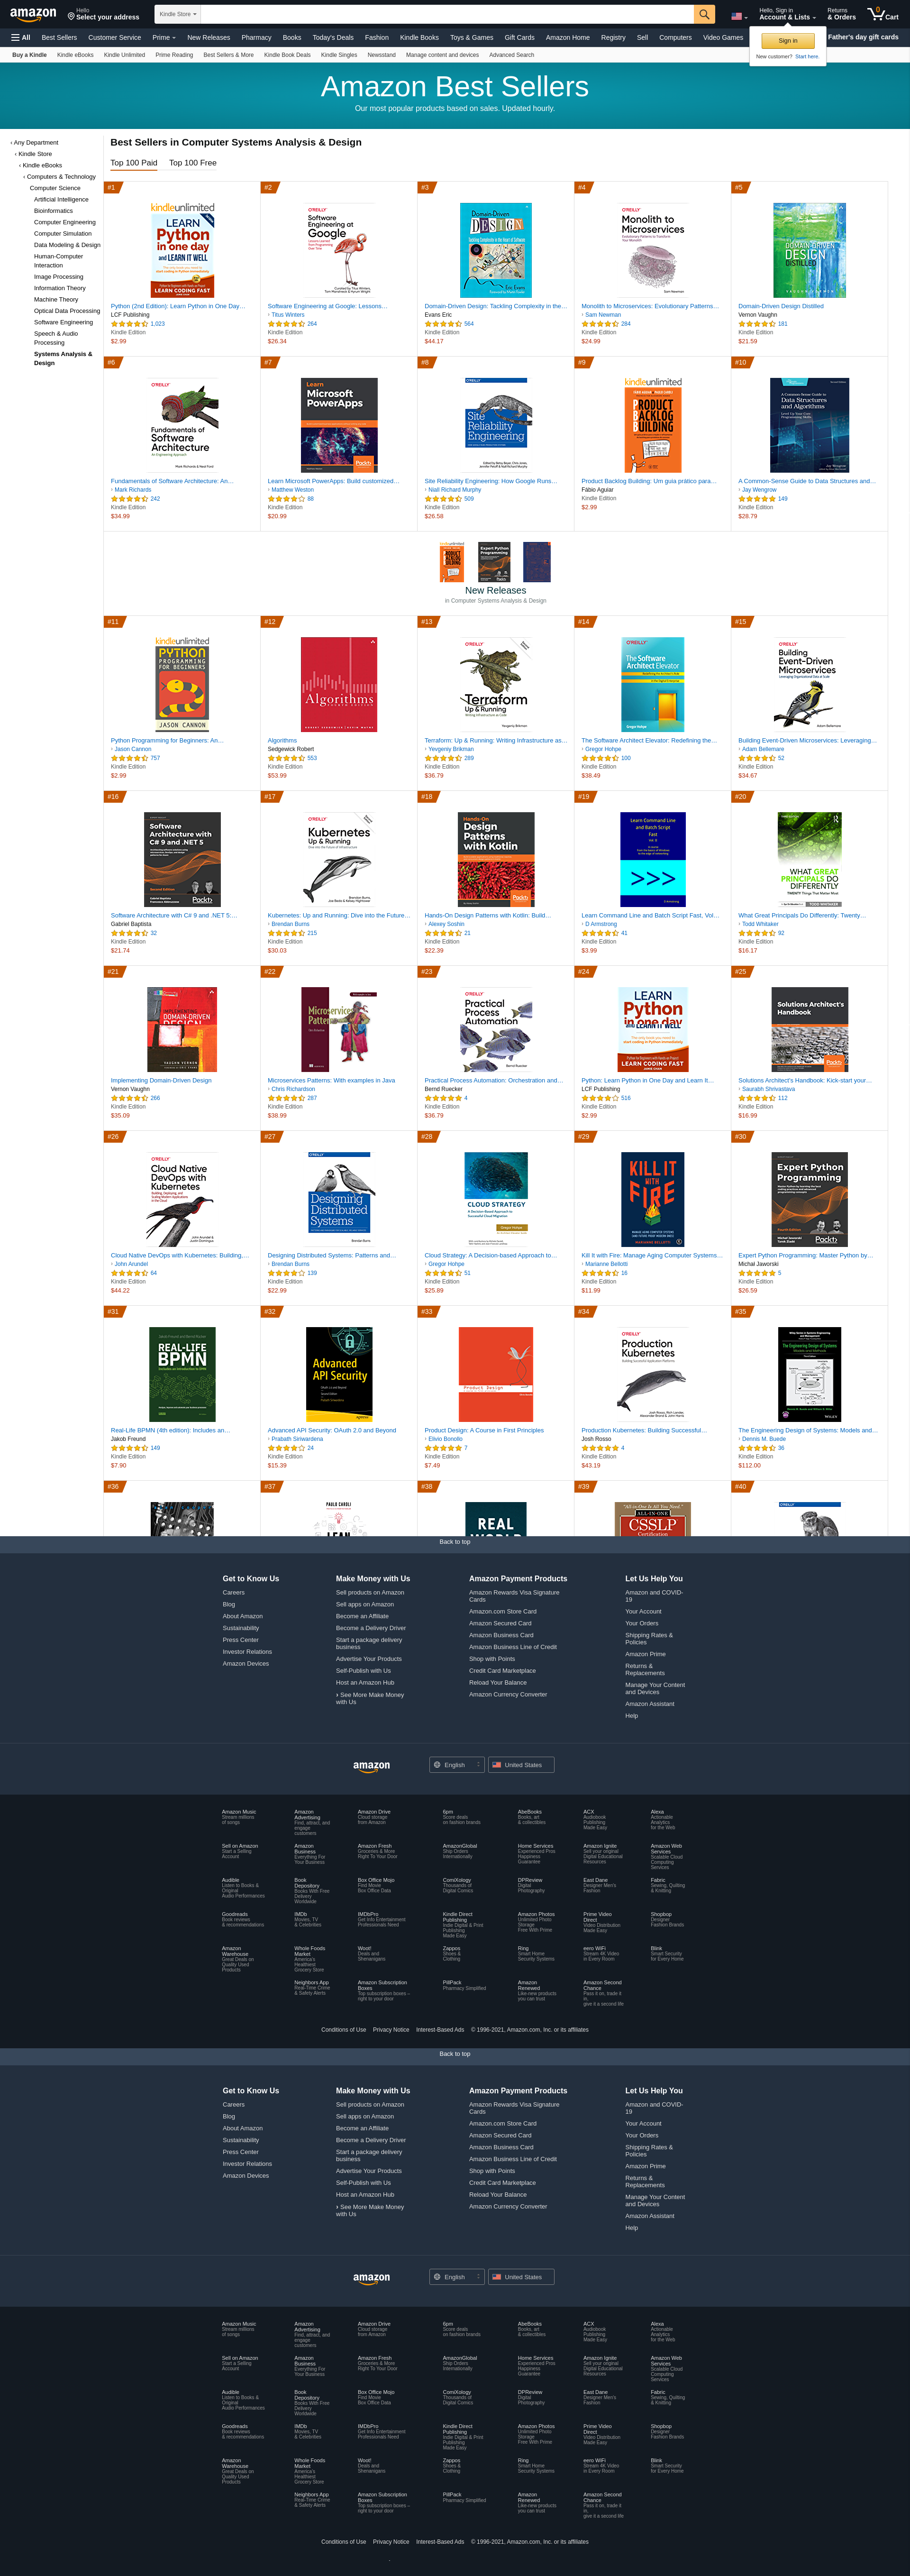 amazon
Hello
Select your address
Kindle Store
Hello, Sign in
Account & Lists
Returns
& Orders
0
Cart
All
Best Sellers
Customer Service
Prime
New Releases
Pharmacy
Books
Today's Deals
Fashion
Kindle Books
Toys & Games
Gift Cards
Amazon Home
Registry
Sell
Computers
Video Games
Father's day gift cards
Sign in
New customer? Start here.
Buy a Kindle
Kindle eBooks
Kindle Unlimited
Prime Reading
Best Sellers & More
Kindle Book Deals
Kindle Singles
Newsstand
Manage content and devices
Advanced Search
Amazon Best Sellers
Our most popular products based on sales. Updated hourly.
‹ Any Department
‹ Kindle Store
‹ Kindle eBooks
‹ Computers & Technology
Computer Science
Artificial Intelligence
Bioinformatics
Computer Engineering
Computer Simulation
Data Modeling & Design
Human-Computer
Interaction
Image Processing
Information Theory
Machine Theory
Optical Data Processing
Software Engineering
Speech & Audio
Processing
Systems Analysis &
Design
Best Sellers in Computer Systems Analysis & Design
Top 100 Paid
Top 100 Free
#1
Python (2nd Edition): Learn Python in One Day…
LCF Publishing
1,023
Kindle Edition
$2.99
#2
Software Engineering at Google: Lessons…
› Titus Winters
264
Kindle Edition
$26.34
#3
Domain-Driven Design: Tackling Complexity in the…
Evans Eric
564
Kindle Edition
$44.17
#4
Monolith to Microservices: Evolutionary Patterns…
› Sam Newman
284
Kindle Edition
$24.99
#5
Domain-Driven Design Distilled
Vernon Vaughn
181
Kindle Edition
$21.59
#6
Fundamentals of Software Architecture: An…
› Mark Richards
242
Kindle Edition
$34.99
#7
Learn Microsoft PowerApps: Build customized…
› Matthew Weston
88
Kindle Edition
$20.99
#8
Site Reliability Engineering: How Google Runs…
› Niall Richard Murphy
509
Kindle Edition
$26.58
#9
Product Backlog Building: Um guia prático para…
Fábio Aguiar
Kindle Edition
$2.99
#10
A Common-Sense Guide to Data Structures and…
› Jay Wengrow
149
Kindle Edition
$28.79
New Releases
in Computer Systems Analysis & Design
#11
Python Programming for Beginners: An…
› Jason Cannon
757
Kindle Edition
$2.99
#12
Algorithms
Sedgewick Robert
553
Kindle Edition
$53.99
#13
Terraform: Up & Running: Writing Infrastructure as…
› Yevgeniy Brikman
289
Kindle Edition
$36.79
#14
The Software Architect Elevator: Redefining the…
› Gregor Hohpe
100
Kindle Edition
$38.49
#15
Building Event-Driven Microservices: Leveraging…
› Adam Bellemare
52
Kindle Edition
$34.67
#16
Software Architecture with C# 9 and .NET 5:…
Gabriel Baptista
32
Kindle Edition
$21.74
#17
Kubernetes: Up and Running: Dive into the Future…
› Brendan Burns
215
Kindle Edition
$30.03
#18
Hands-On Design Patterns with Kotlin: Build…
› Alexey Soshin
21
Kindle Edition
$22.39
#19
Learn Command Line and Batch Script Fast, Vol…
› D Armstrong
41
Kindle Edition
$3.99
#20
What Great Principals Do Differently: Twenty…
› Todd Whitaker
92
Kindle Edition
$16.17
#21
Implementing Domain-Driven Design
Vernon Vaughn
266
Kindle Edition
$35.09
#22
Microservices Patterns: With examples in Java
› Chris Richardson
287
Kindle Edition
$38.99
#23
Practical Process Automation: Orchestration and…
Bernd Ruecker
4
Kindle Edition
$36.79
#24
Python: Learn Python in One Day and Learn It…
LCF Publishing
516
Kindle Edition
$2.99
#25
Solutions Architect's Handbook: Kick-start your…
› Saurabh Shrivastava
112
Kindle Edition
$16.99
#26
Cloud Native DevOps with Kubernetes: Building,…
› John Arundel
64
Kindle Edition
$44.22
#27
Designing Distributed Systems: Patterns and…
› Brendan Burns
139
Kindle Edition
$22.99
#28
Cloud Strategy: A Decision-based Approach to…
› Gregor Hohpe
51
Kindle Edition
$25.89
#29
Kill It with Fire: Manage Aging Computer Systems…
› Marianne Bellotti
16
Kindle Edition
$11.99
#30
Expert Python Programming: Master Python by…
Michał Jaworski
5
Kindle Edition
$26.59
#31
Real-Life BPMN (4th edition): Includes an…
Jakob Freund
149
Kindle Edition
$7.90
#32
Advanced API Security: OAuth 2.0 and Beyond
› Prabath Siriwardena
24
Kindle Edition
$15.39
#33
Product Design: A Course in First Principles
› Elivio Bonollo
7
Kindle Edition
$7.49
#34
Production Kubernetes: Building Successful…
Josh Rosso
4
Kindle Edition
$43.19
#35
The Engineering Design of Systems: Models and…
› Dennis M. Buede
36
Kindle Edition
$112.00
#36
#37
PAULO CAROLI
LEAN
#38
REAL
WORLD
#39
CSSLP
Certification
#40
Back to top
Get to Know Us
Careers
Blog
About Amazon
Sustainability
Press Center
Investor Relations
Amazon Devices
Make Money with Us
Sell products on Amazon
Sell apps on Amazon
Become an Affiliate
Become a Delivery Driver
Start a package delivery
business
Advertise Your Products
Self-Publish with Us
Host an Amazon Hub
› See More Make Money
with Us
Amazon Payment Products
Amazon Rewards Visa Signature
Cards
Amazon.com Store Card
Amazon Secured Card
Amazon Business Card
Amazon Business Line of Credit
Shop with Points
Credit Card Marketplace
Reload Your Balance
Amazon Currency Converter
Let Us Help You
Amazon and COVID-
19
Your Account
Your Orders
Shipping Rates &
Policies
Amazon Prime
Returns &
Replacements
Manage Your Content
and Devices
Amazon Assistant
Help
amazon
English
United States
Amazon Music
Stream millions
of songs
Amazon
Advertising
Find, attract, and
engage
customers
Amazon Drive
Cloud storage
from Amazon
6pm
Score deals
on fashion brands
AbeBooks
Books, art
& collectibles
ACX
Audiobook
Publishing
Made Easy
Alexa
Actionable
Analytics
for the Web
Sell on Amazon
Start a Selling
Account
Amazon
Business
Everything For
Your Business
Amazon Fresh
Groceries & More
Right To Your Door
AmazonGlobal
Ship Orders
Internationally
Home Services
Experienced Pros
Happiness
Guarantee
Amazon Ignite
Sell your original
Digital Educational
Resources
Amazon Web
Services
Scalable Cloud
Computing
Services
Audible
Listen to Books &
Original
Audio Performances
Book
Depository
Books With Free
Delivery
Worldwide
Box Office Mojo
Find Movie
Box Office Data
ComiXology
Thousands of
Digital Comics
DPReview
Digital
Photography
East Dane
Designer Men's
Fashion
Fabric
Sewing, Quilting
& Knitting
Goodreads
Book reviews
& recommendations
IMDb
Movies, TV
& Celebrities
IMDbPro
Get Info Entertainment
Professionals Need
Kindle Direct
Publishing
Indie Digital & Print
Publishing
Made Easy
Amazon Photos
Unlimited Photo
Storage
Free With Prime
Prime Video
Direct
Video Distribution
Made Easy
Shopbop
Designer
Fashion Brands
Amazon
Warehouse
Great Deals on
Quality Used
Products
Whole Foods
Market
America's
Healthiest
Grocery Store
Woot!
Deals and
Shenanigans
Zappos
Shoes &
Clothing
Ring
Smart Home
Security Systems
eero WiFi
Stream 4K Video
in Every Room
Blink
Smart Security
for Every Home
Neighbors App
Real-Time Crime
& Safety Alerts
Amazon Subscription
Boxes
Top subscription boxes –
right to your door
PillPack
Pharmacy Simplified
Amazon
Renewed
Like-new products
you can trust
Amazon Second
Chance
Pass it on, trade it
in,
give it a second life
Conditions of Use
Privacy Notice
Interest-Based Ads
© 1996-2021, Amazon.com, Inc. or its affiliates
Back to top
Get to Know Us
Careers
Blog
About Amazon
Sustainability
Press Center
Investor Relations
Amazon Devices
Make Money with Us
Sell products on Amazon
Sell apps on Amazon
Become an Affiliate
Become a Delivery Driver
Start a package delivery
business
Advertise Your Products
Self-Publish with Us
Host an Amazon Hub
› See More Make Money
with Us
Amazon Payment Products
Amazon Rewards Visa Signature
Cards
Amazon.com Store Card
Amazon Secured Card
Amazon Business Card
Amazon Business Line of Credit
Shop with Points
Credit Card Marketplace
Reload Your Balance
Amazon Currency Converter
Let Us Help You
Amazon and COVID-
19
Your Account
Your Orders
Shipping Rates &
Policies
Amazon Prime
Returns &
Replacements
Manage Your Content
and Devices
Amazon Assistant
Help
amazon
English
United States
Amazon Music
Stream millions
of songs
Amazon
Advertising
Find, attract, and
engage
customers
Amazon Drive
Cloud storage
from Amazon
6pm
Score deals
on fashion brands
AbeBooks
Books, art
& collectibles
ACX
Audiobook
Publishing
Made Easy
Alexa
Actionable
Analytics
for the Web
Sell on Amazon
Start a Selling
Account
Amazon
Business
Everything For
Your Business
Amazon Fresh
Groceries & More
Right To Your Door
AmazonGlobal
Ship Orders
Internationally
Home Services
Experienced Pros
Happiness
Guarantee
Amazon Ignite
Sell your original
Digital Educational
Resources
Amazon Web
Services
Scalable Cloud
Computing
Services
Audible
Listen to Books &
Original
Audio Performances
Book
Depository
Books With Free
Delivery
Worldwide
Box Office Mojo
Find Movie
Box Office Data
ComiXology
Thousands of
Digital Comics
DPReview
Digital
Photography
East Dane
Designer Men's
Fashion
Fabric
Sewing, Quilting
& Knitting
Goodreads
Book reviews
& recommendations
IMDb
Movies, TV
& Celebrities
IMDbPro
Get Info Entertainment
Professionals Need
Kindle Direct
Publishing
Indie Digital & Print
Publishing
Made Easy
Amazon Photos
Unlimited Photo
Storage
Free With Prime
Prime Video
Direct
Video Distribution
Made Easy
Shopbop
Designer
Fashion Brands
Amazon
Warehouse
Great Deals on
Quality Used
Products
Whole Foods
Market
America's
Healthiest
Grocery Store
Woot!
Deals and
Shenanigans
Zappos
Shoes &
Clothing
Ring
Smart Home
Security Systems
eero WiFi
Stream 4K Video
in Every Room
Blink
Smart Security
for Every Home
Neighbors App
Real-Time Crime
& Safety Alerts
Amazon Subscription
Boxes
Top subscription boxes –
right to your door
PillPack
Pharmacy Simplified
Amazon
Renewed
Like-new products
you can trust
Amazon Second
Chance
Pass it on, trade it
in,
give it a second life
Conditions of Use
Privacy Notice
Interest-Based Ads
© 1996-2021, Amazon.com, Inc. or its affiliates